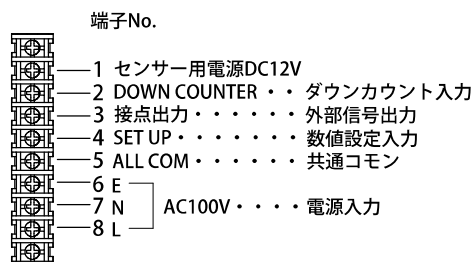 端子No.
1 センサー用電源DC12V
2 DOWN COUNTER・・ダウンカウント入力
3 接点出力・・・・・・外部信号出力
4 SET UP・・・・・・・数値設定入力
5 ALL COM・・・・・・共通コモン
6 E
7 N AC100V・・・・電源入力
8 L